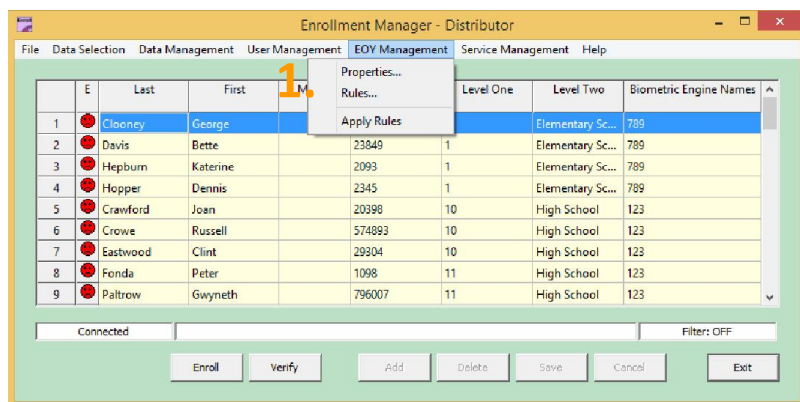 Enrollment Manager - Distributor
File Data Selection Data Management User Management EOY Management Service Management Help
Properties...
1. Rules...
Apply Rules
E Last First M Level One Level Two Biometric Engine Names
1 Clooney George Elementary Sc... 789
2 Davis Bette 23849 1 Elementary Sc... 789
3 Hepburn Katerine 2093 1 Elementary Sc... 789
4 Hopper Dennis 2345 1 Elementary Sc... 789
5 Crawford Joan 20398 10 High School 123
6 Crowe Russell 574893 10 High School 123
7 Eastwood Clint 29304 10 High School 123
8 Fonda Peter 1098 11 High School 123
9 Paltrow Gwyneth 796007 11 High School 123
Connected Filter: OFF
Enroll Verify Add Delete Save Cancel Exit